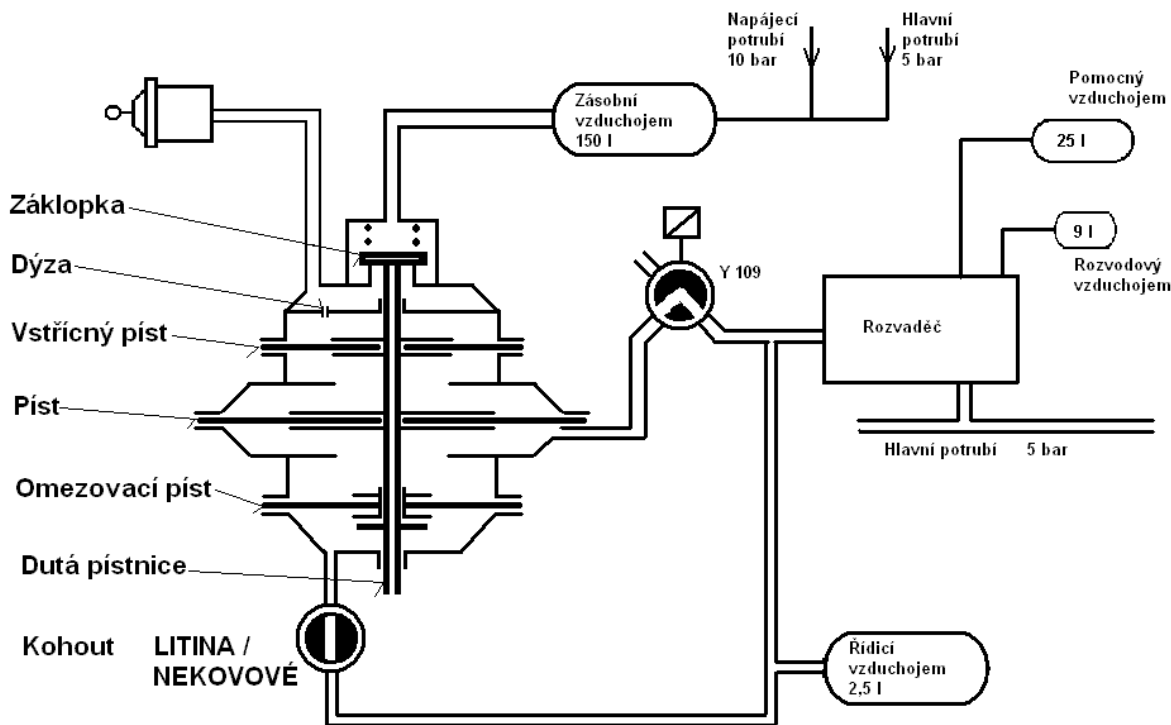 Napájecí
potrubí
10 bar
Hlavní
potrubí
5 bar
Pomocný
vzduchojem
Zásobní
vzduchojem
150 l
25 l
Záklopka
9 l
Rozvodový
vzduchojem
Dýza
Y 109
Vstřícný píst
Rozvaděč
Píst
Hlavní potrubí 5 bar
Omezovací píst
Dutá pístnice
Kohout LITINA /
NEKOVOVÉ
Řídicí
vzduchojem
2,5 l